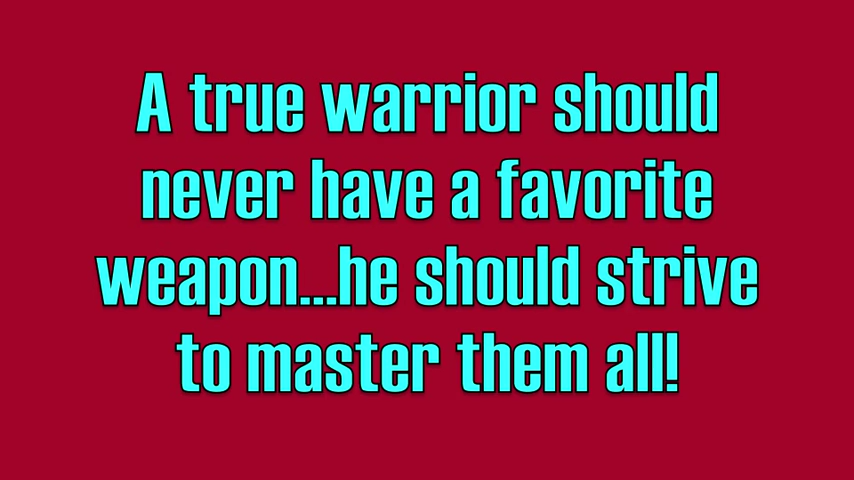 A true warrior should
never have a favorite
weapon...he should strive
to master them all!